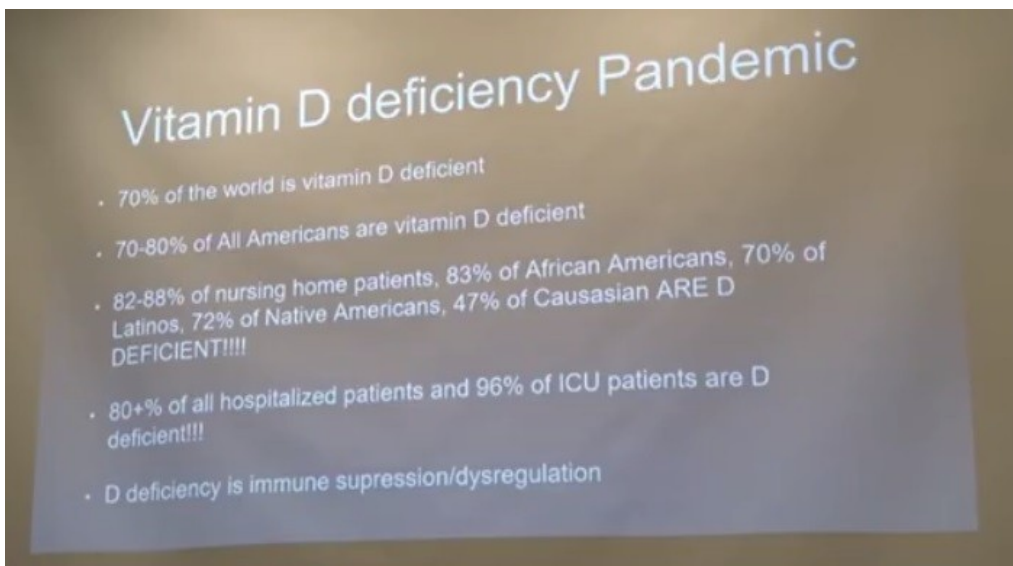 Vitamin D deficiency Pandemic
• 70% of the world is vitamin D deficient
• 70-80% of All Americans are vitamin D deficient
• 82-88% of nursing home patients, 83% of African Americans, 70% of
Latinos, 72% of Native Americans, 47% of Causasian ARE D
DEFICIENT!!!!
• 80+% of all hospitalized patients and 96% of ICU patients are D
deficient!!!
• D deficiency is immune supression/dysregulation